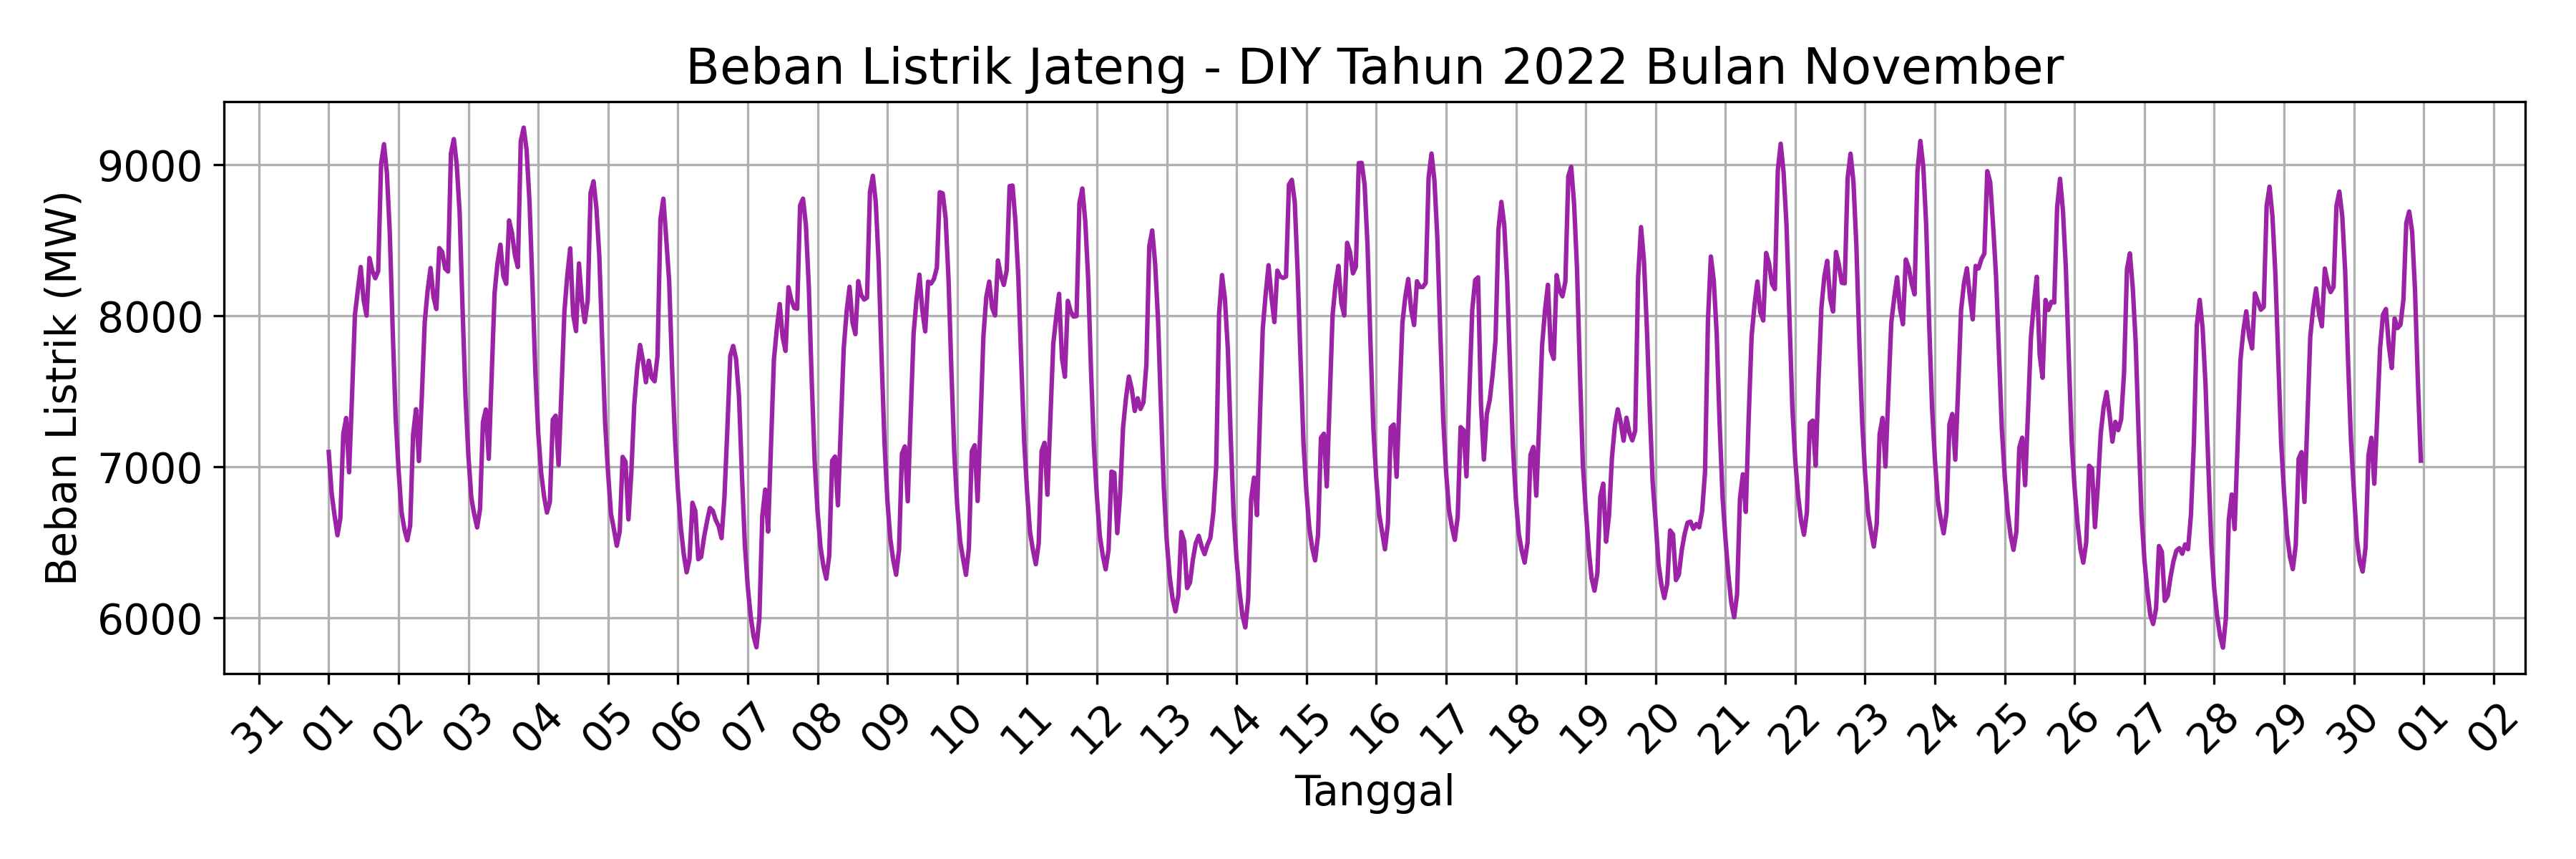 Beban Listrik Jateng - DIY Tahun 2022 Bulan November
Beban Listrik (MW)
9000
8000
7000
6000
31 01 02 03 04 05 06 07 08 09 10 11 12 13 14 15 16 17 18 19 20 21 22 23 24 25 26 27 28 29 30 01 02
Tanggal